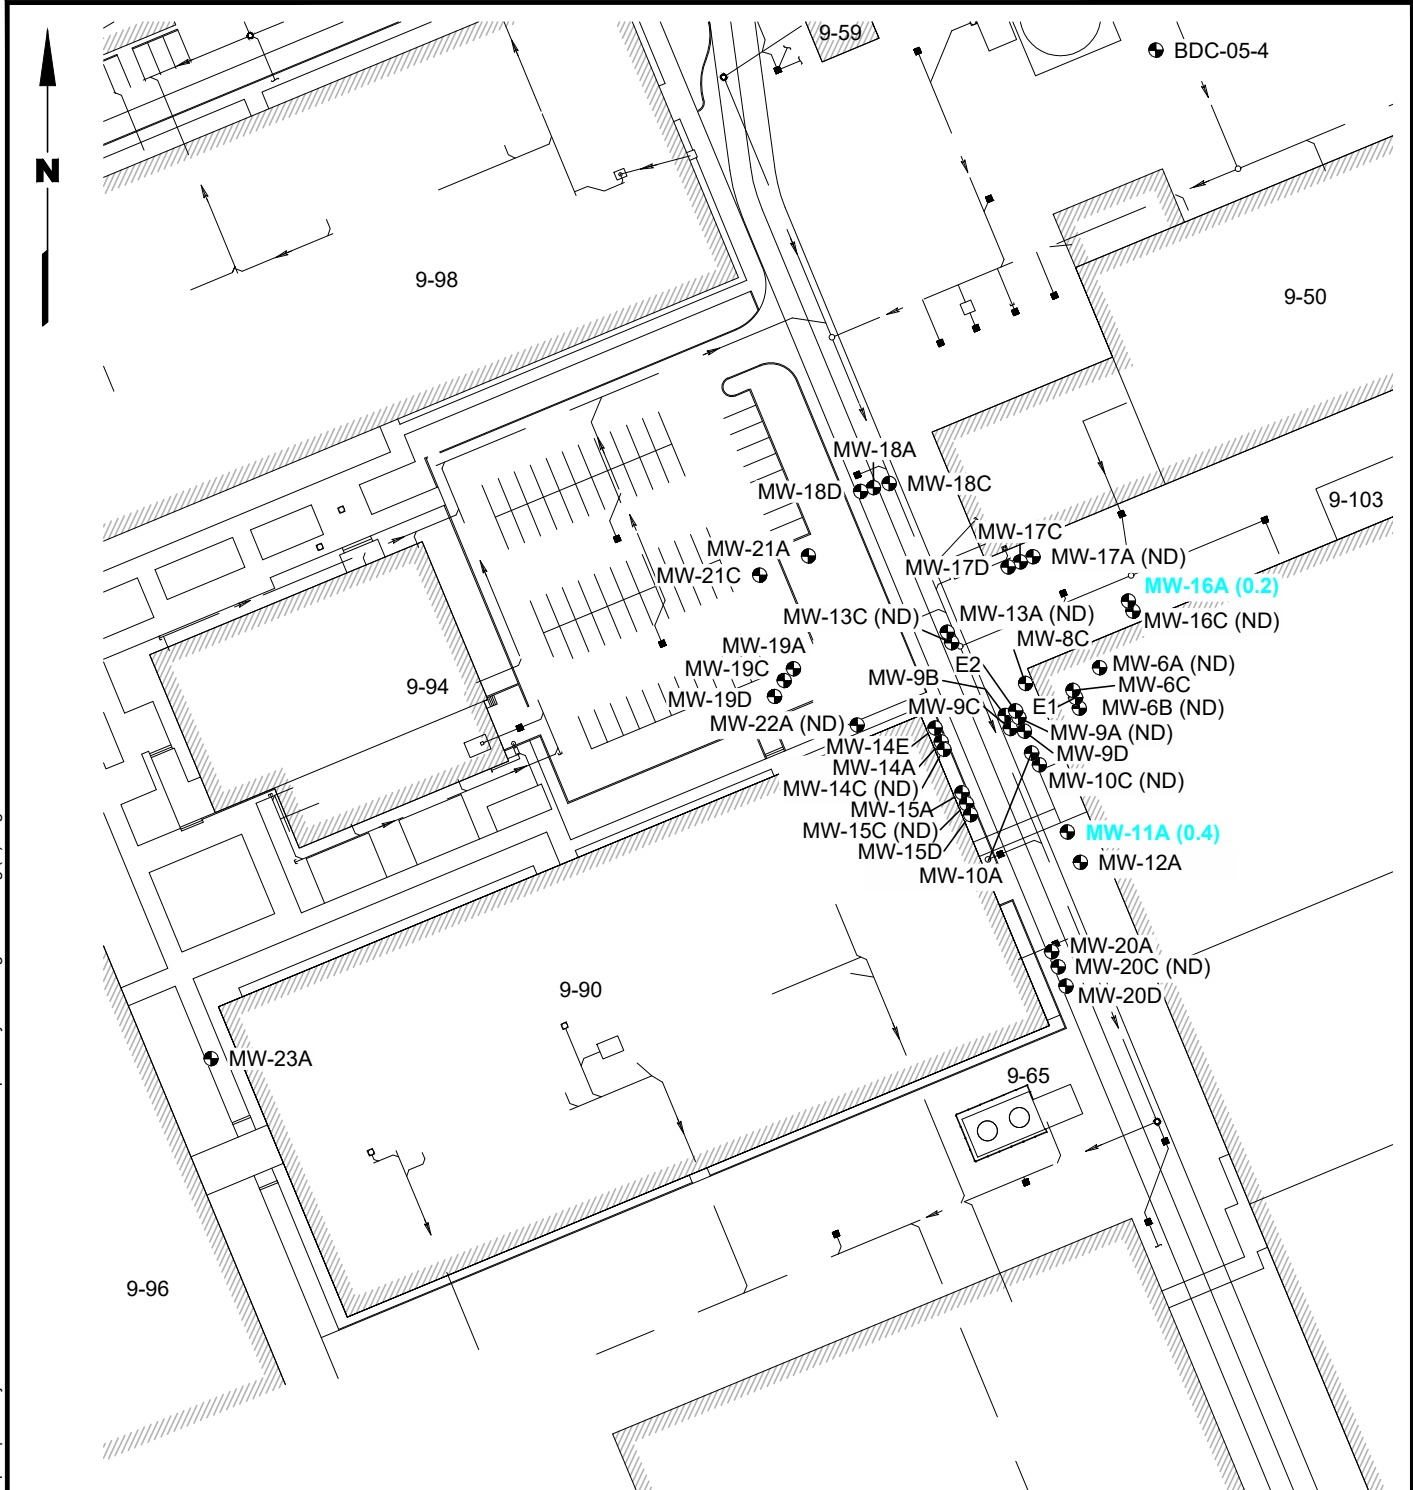 9-59
BDC-05-4
N
9-98
9-50
MW-18A
MW-18D
MW-18C
9-103
MW-17C
MW-21A
MW-17A (ND)
MW-21C
MW-17D
MW-16A (0.2)
MW-13C (ND)
MW-13A (ND)
MW-16C (ND)
MW-8C
MW-19A
E2
MW-6A (ND)
MW-19C
MW-9B
MW-6C
9-94
MW-19D
MW-9C
E1
MW-6B (ND)
MW-22A (ND)
MW-9A (ND)
MW-14E
MW-9D
MW-14A
MW-10C (ND)
MW-14C (ND)
MW-15A
MW-15C (ND)
MW-11A (0.4)
MW-15D
MW-12A
MW-10A
MW-20A
MW-20C (ND)
9-90
MW-20D
MW-23A
9-65
9-96